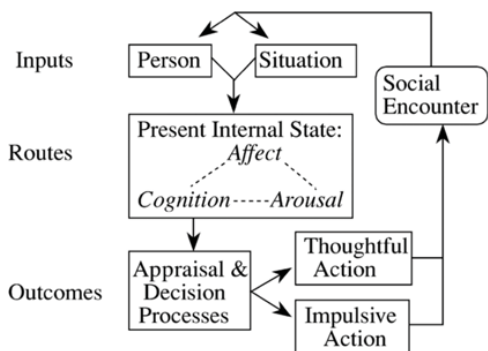 Inputs
Person
Situation
Social
Encounter
Routes
Present Internal State:
Affect
Cognition
Arousal
Outcomes
Appraisal &
Decision
Processes
Thoughtful
Action
Impulsive
Action